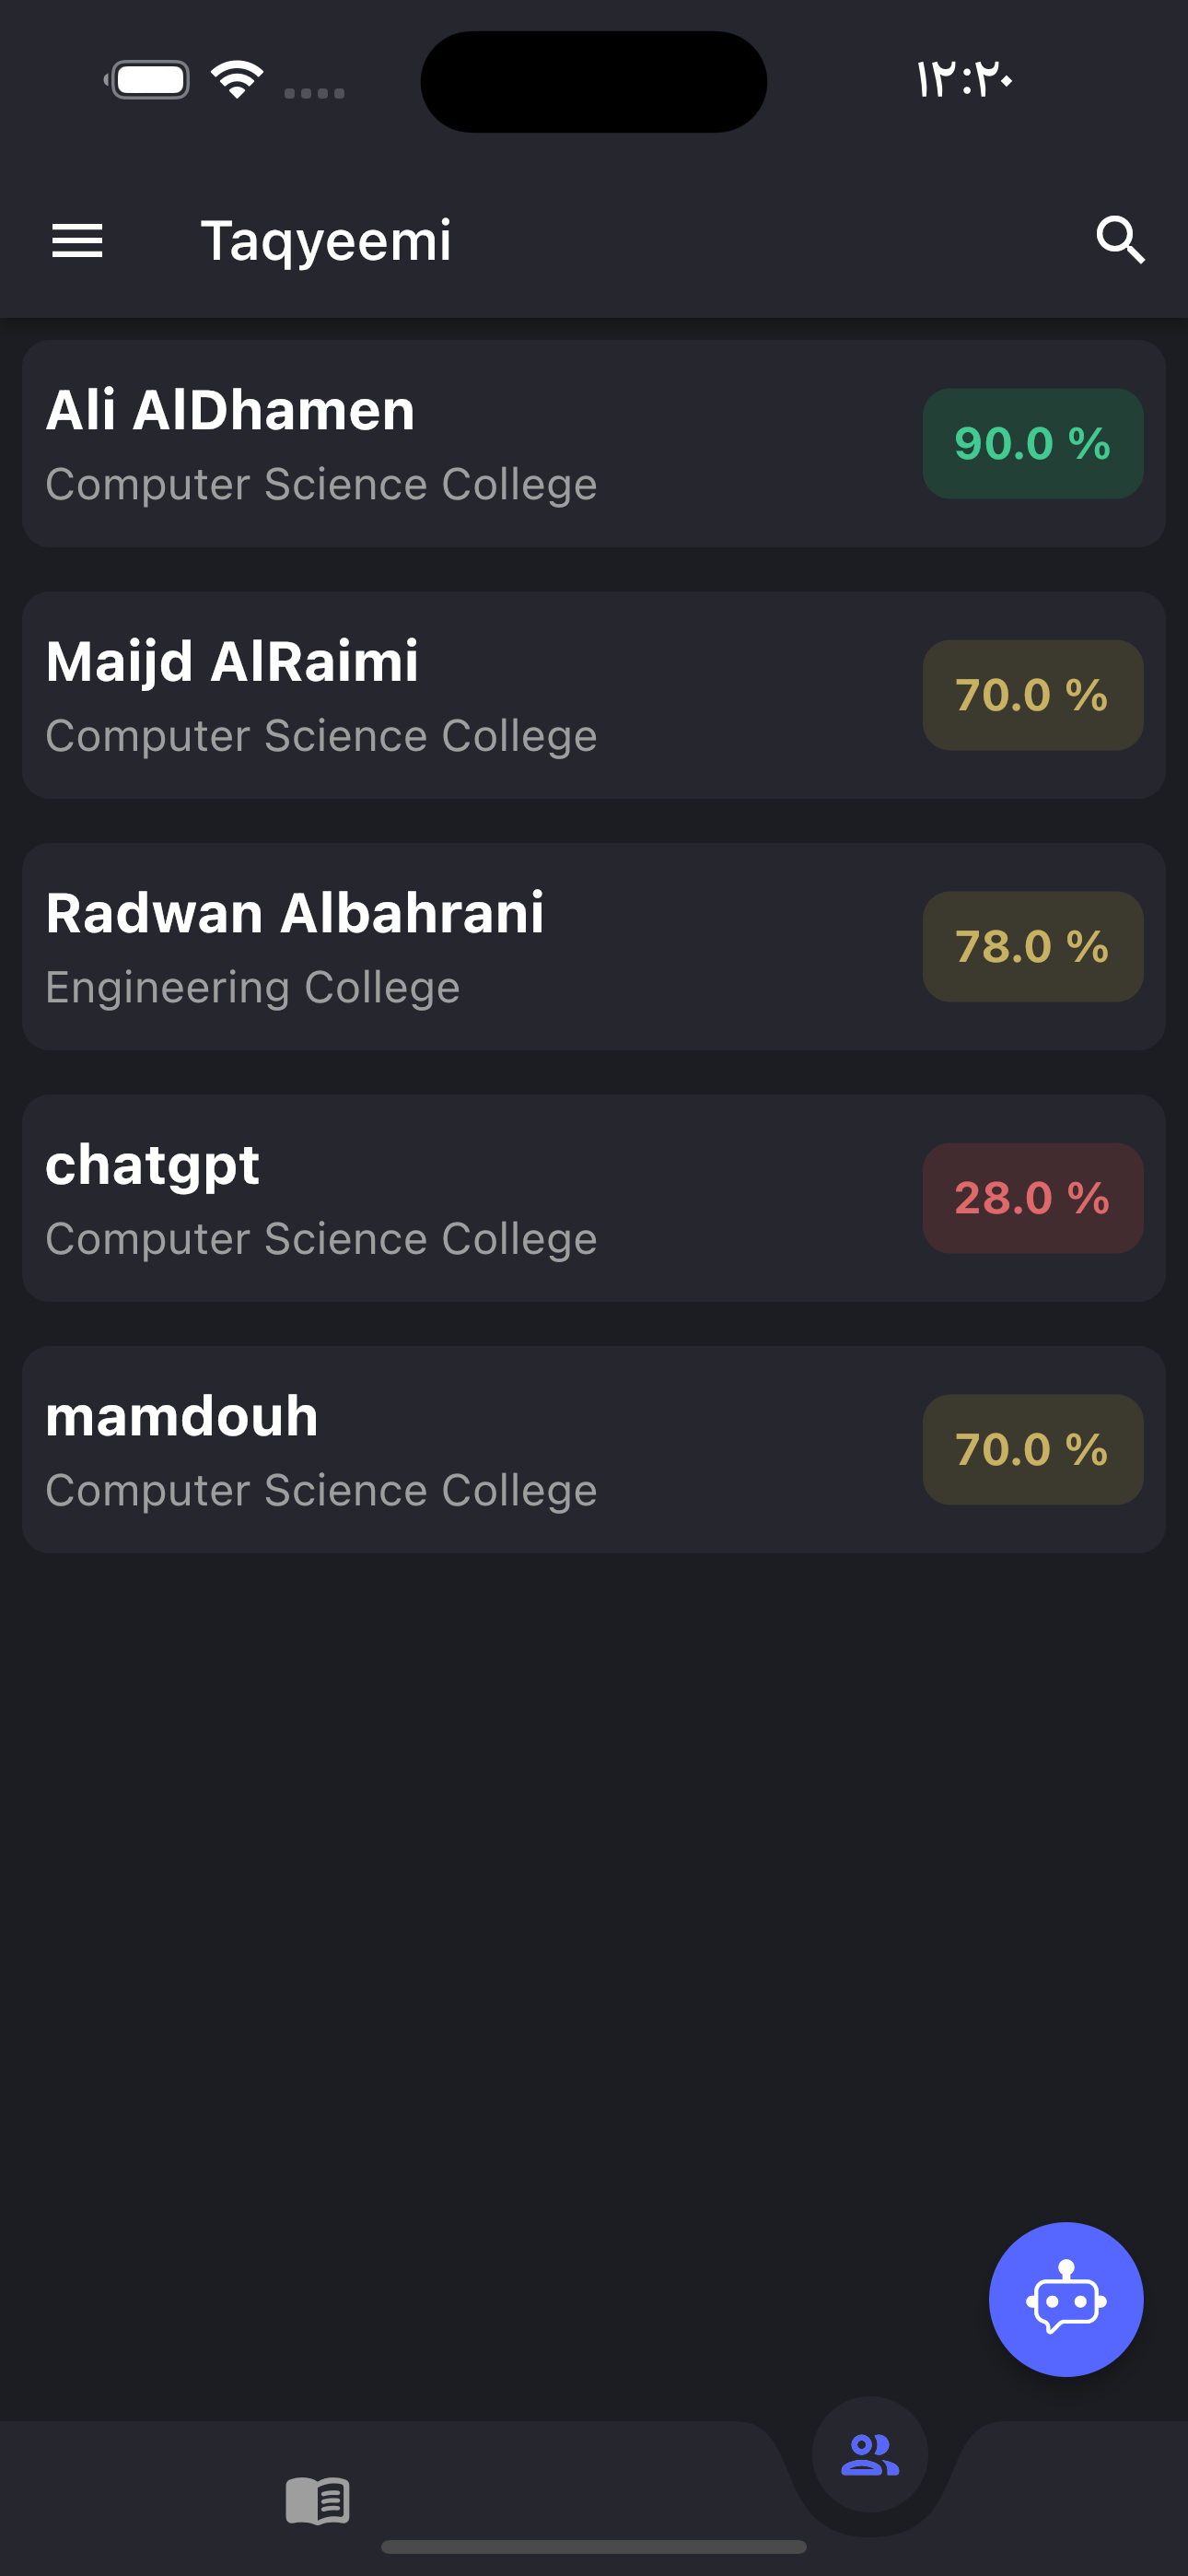 ١٢:٢٠
Taqyeemi
Ali AlDhamen
Computer Science College
90.0 %
Maijd AlRaimi
Computer Science College
70.0 %
Radwan Albahrani
Engineering College
78.0 %
chatgpt
Computer Science College
28.0 %
mamdouh
Computer Science College
70.0 %